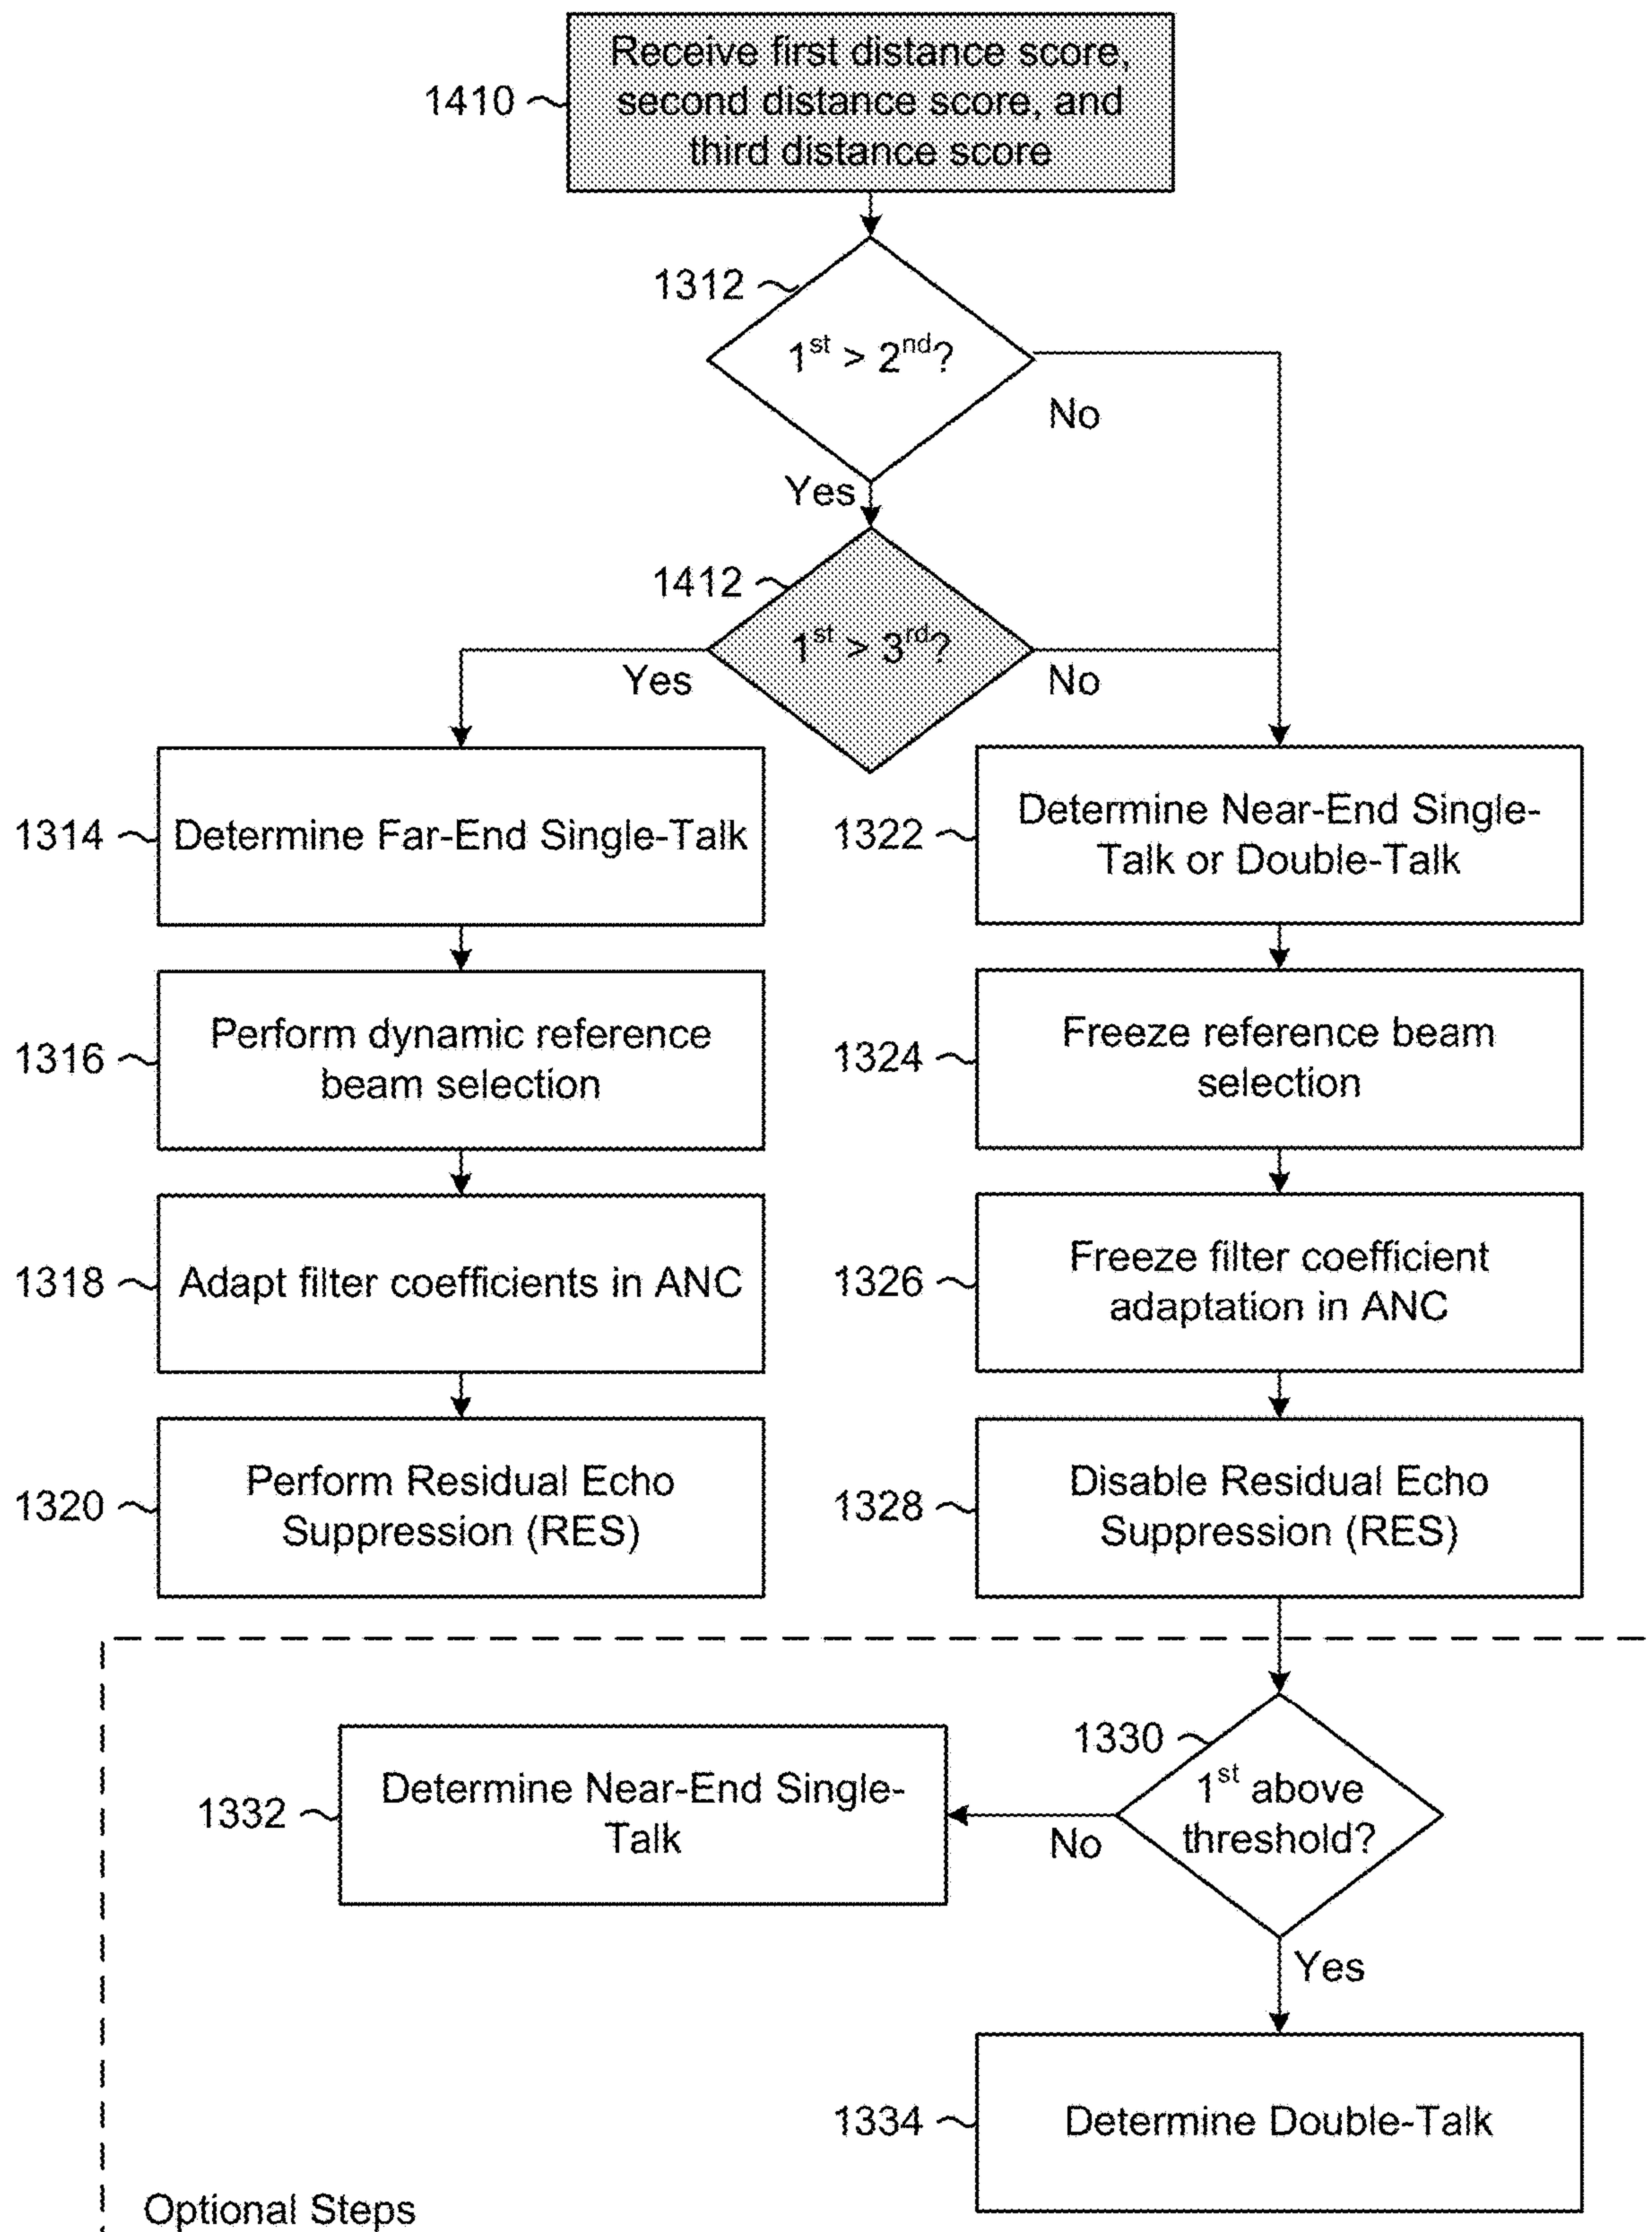 Receive first distance score,
second distance score, and
third distance score
1410
1312
1st > 2nd?
No
Yes
1412
1st > 3rd?
Yes
No
1314
Determine Far-End Single-Talk
1322
Determine Near-End Single-
Talk or Double-Talk
1316
Perform dynamic reference
beam selection
1324
Freeze reference beam
selection
1318
Adapt filter coefficients in ANC
1326
Freeze filter coefficient
adaptation in ANC
1320
Perform Residual Echo
Suppression (RES)
1328
Disable Residual Echo
Suppression (RES)
1330
1st above
threshold?
No
1332
Determine Near-End Single-
Talk
Yes
1334
Determine Double-Talk
Optional Steps